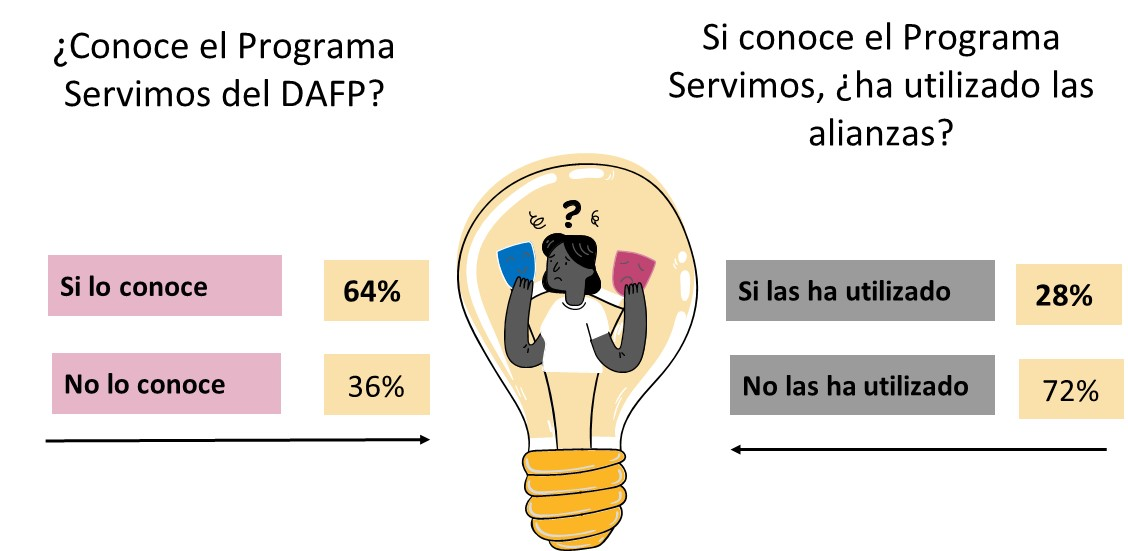 ¿Conoce el Programa
Servimos del DAFP?
Si lo conoce
64%
No lo conoce
36%
?
Si conoce el Programa
Servimos, ¿ha utilizado las
alianzas?
Si las ha utilizado
28%
No las ha utilizado
72%